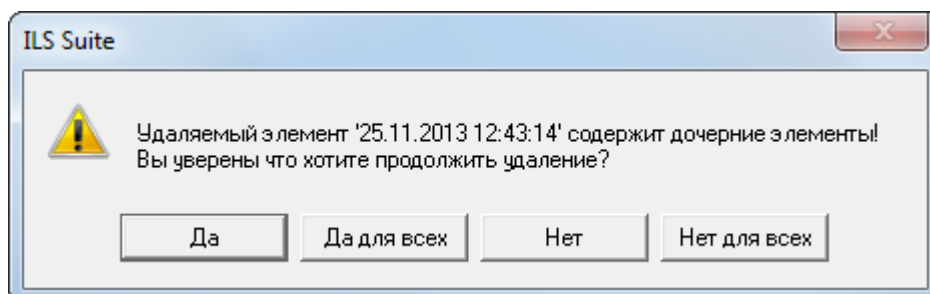 ILS Suite
Удаляемый элемент '25.11.2013 12:43:14' содержит дочерние элементы!
Вы уверены что хотите продолжить удаление?
Да
Да для всех
Нет
Нет для всех